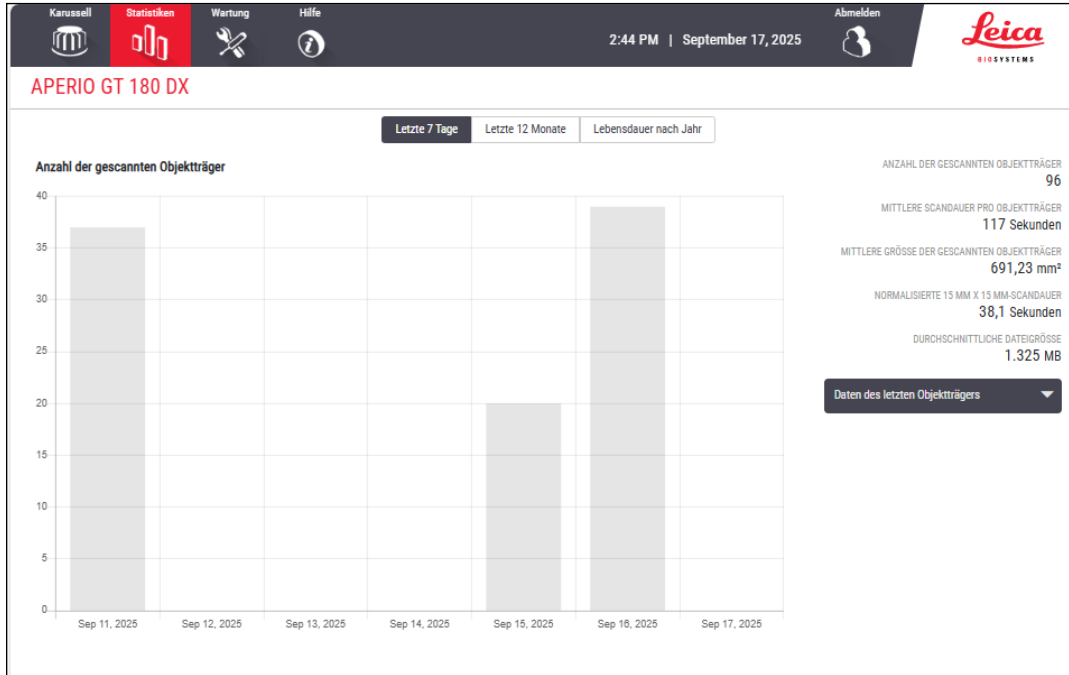 Karussell Statistiken Wartung Hilfe Abmelden
2:44 PM | September 17, 2025
Leica
BIOSYSTEMS
APERIO GT 180 DX
Letzte 7 Tage Letzte 12 Monate Lebensdauer nach Jahr
Anzahl der gescannten Objektträger
40
35
30
25
20
15
10
5
0
Sep 11, 2025 Sep 12, 2025 Sep 13, 2025 Sep 14, 2025 Sep 15, 2025 Sep 16, 2025 Sep 17, 2025
ANZAHL DER GESCANNTEN OBJEKTTRÄGER
96
MITTLERE SCANDAUER PRO OBJEKTTRÄGER
117 Sekunden
MITTLERE GRÖSSE DER GESCANNTEN OBJEKTTRÄGER
691,23 mm²
NORMALISIERTE 15 MM X 15 MM-SCANDAUER
38,1 Sekunden
DURCHSCHNITTLICHE DATEIGRÖSSE
1.325 MB
Daten des letzten Objektträgers